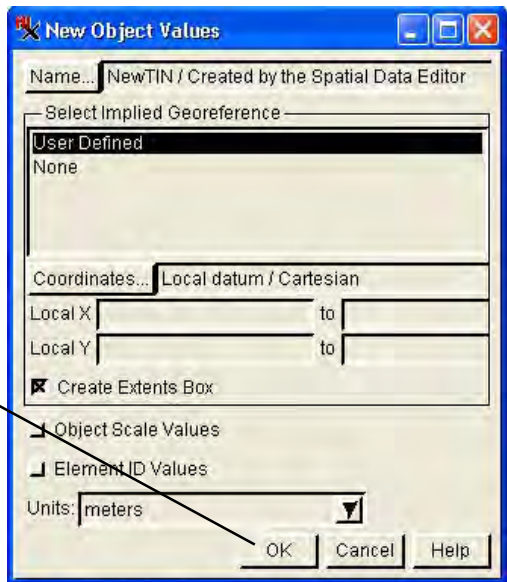 New Object Values
Name... NewTIN / Created by the Spatial Data Editor
Select Implied Georeference
User Defined
None
Coordinates... Local datum / Cartesian
Local X to
Local Y to
Create Extents Box
Object Scale Values
Element ID Values
Units: meters
OK Cancel Help